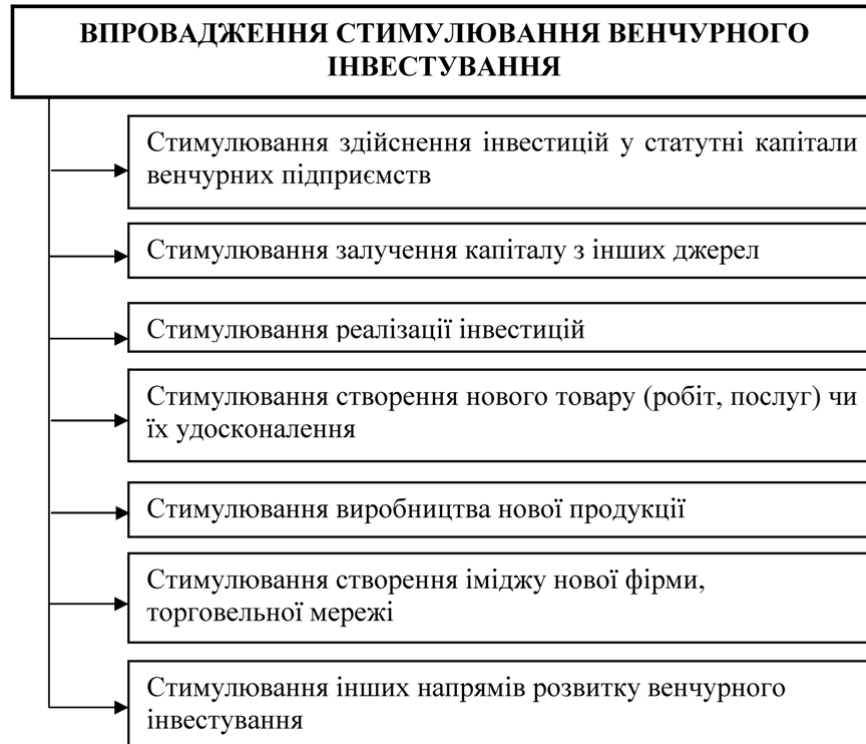 ВПРОВАДЖЕННЯ СТИМУЛЮВАННЯ ВЕНЧУРНОГО
ІНВЕСТУВАННЯ
Стимулювання здійснення інвестицій у статутні капітали
венчурних підприємств
Стимулювання залучення капіталу з інших джерел
Стимулювання реалізації інвестицій
Стимулювання створення нового товару (робіт, послуг) чи
їх удосконалення
Стимулювання виробництва нової продукції
Стимулювання створення іміджу нової фірми,
торговельної мережі
Стимулювання інших напрямів розвитку венчурного
інвестування